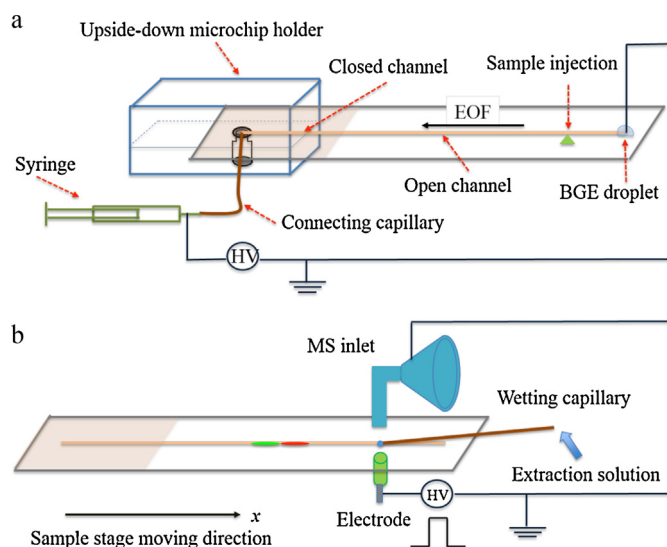 a
Upside-down microchip holder
Closed channel
Sample injection
EOF
Syringe
Open channel
BGE droplet
Connecting capillary
HV
b
MS inlet
Wetting capillary
Extraction solution
HV
Electrode
x
Sample stage moving direction